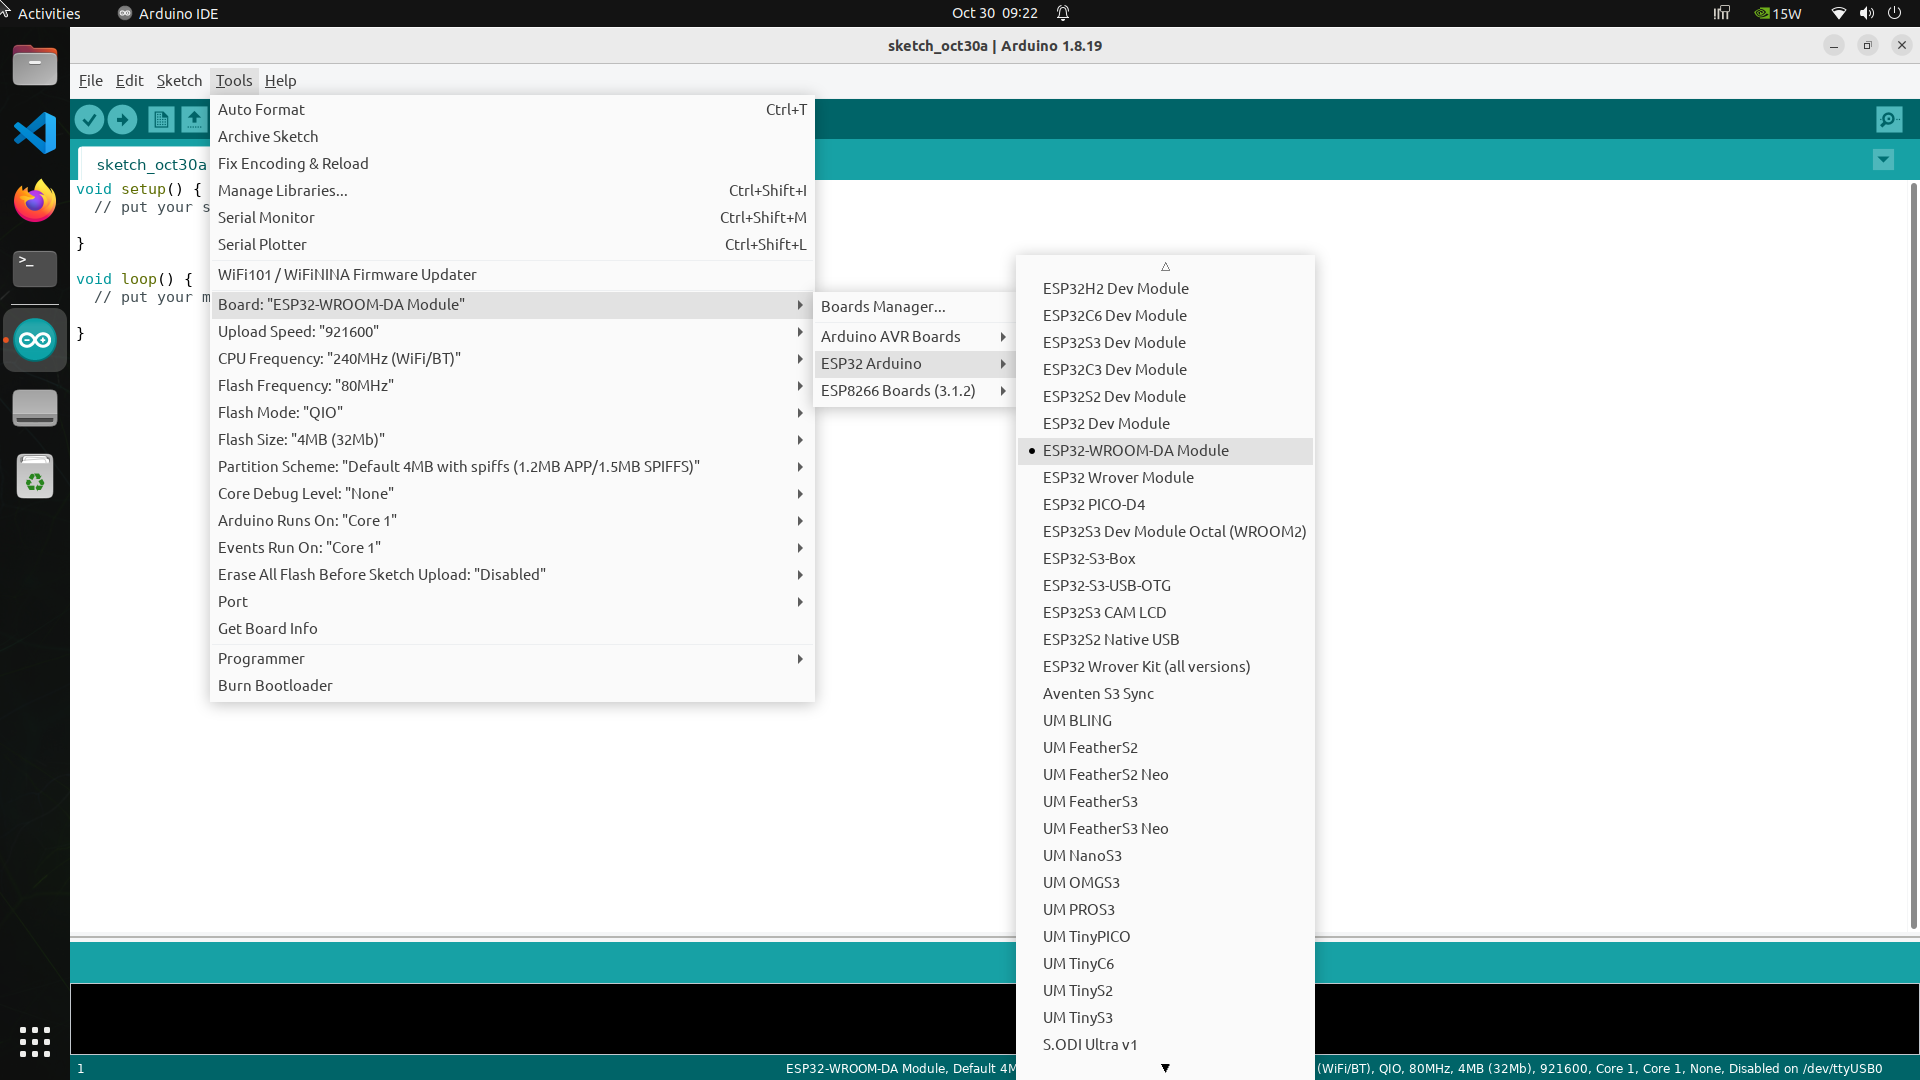 Activities
Arduino IDE
Oct 30 09:22
15W
sketch_oct30a | Arduino 1.8.19
File Edit Sketch Tools Help
Auto Format Ctrl+T
Archive Sketch
Fix Encoding & Reload
Manage Libraries... Ctrl+Shift+I
Serial Monitor Ctrl+Shift+M
Serial Plotter Ctrl+Shift+L
WiFi101 / WiFiNINA Firmware Updater
Board: "ESP32-WROOM-DA Module"
Upload Speed: "921600"
CPU Frequency: "240MHz (WiFi/BT)"
Flash Frequency: "80MHz"
Flash Mode: "QIO"
Flash Size: "4MB (32Mb)"
Partition Scheme: "Default 4MB with spiffs (1.2MB APP/1.5MB SPIFFS)"
Core Debug Level: "None"
Arduino Runs On: "Core 1"
Events Run On: "Core 1"
Erase All Flash Before Sketch Upload: "Disabled"
Port
Get Board Info
Programmer
Burn Bootloader
sketch_oct30a
void setup() {
// put your s
}
void loop() {
// put your m
}
Boards Manager...
Arduino AVR Boards
ESP32 Arduino
ESP8266 Boards (3.1.2)
ESP32H2 Dev Module
ESP32C6 Dev Module
ESP32S3 Dev Module
ESP32C3 Dev Module
ESP32S2 Dev Module
ESP32 Dev Module
ESP32-WROOM-DA Module
ESP32 Wrover Module
ESP32 PICO-D4
ESP32S3 Dev Module Octal (WROOM2)
ESP32-S3-Box
ESP32-S3-USB-OTG
ESP32S3 CAM LCD
ESP32S2 Native USB
ESP32 Wrover Kit (all versions)
Aventen S3 Sync
UM BLING
UM FeatherS2
UM FeatherS2 Neo
UM FeatherS3
UM FeatherS3 Neo
UM NanoS3
UM OMGS3
UM PROS3
UM TinyPICO
UM TinyC6
UM TinyS2
UM TinyS3
S.ODI Ultra v1
1
ESP32-WROOM-DA Module, Default 4M
(WiFi/BT), QIO, 80MHz, 4MB (32Mb), 921600, Core 1, Core 1, None, Disabled on /dev/ttyUSB0